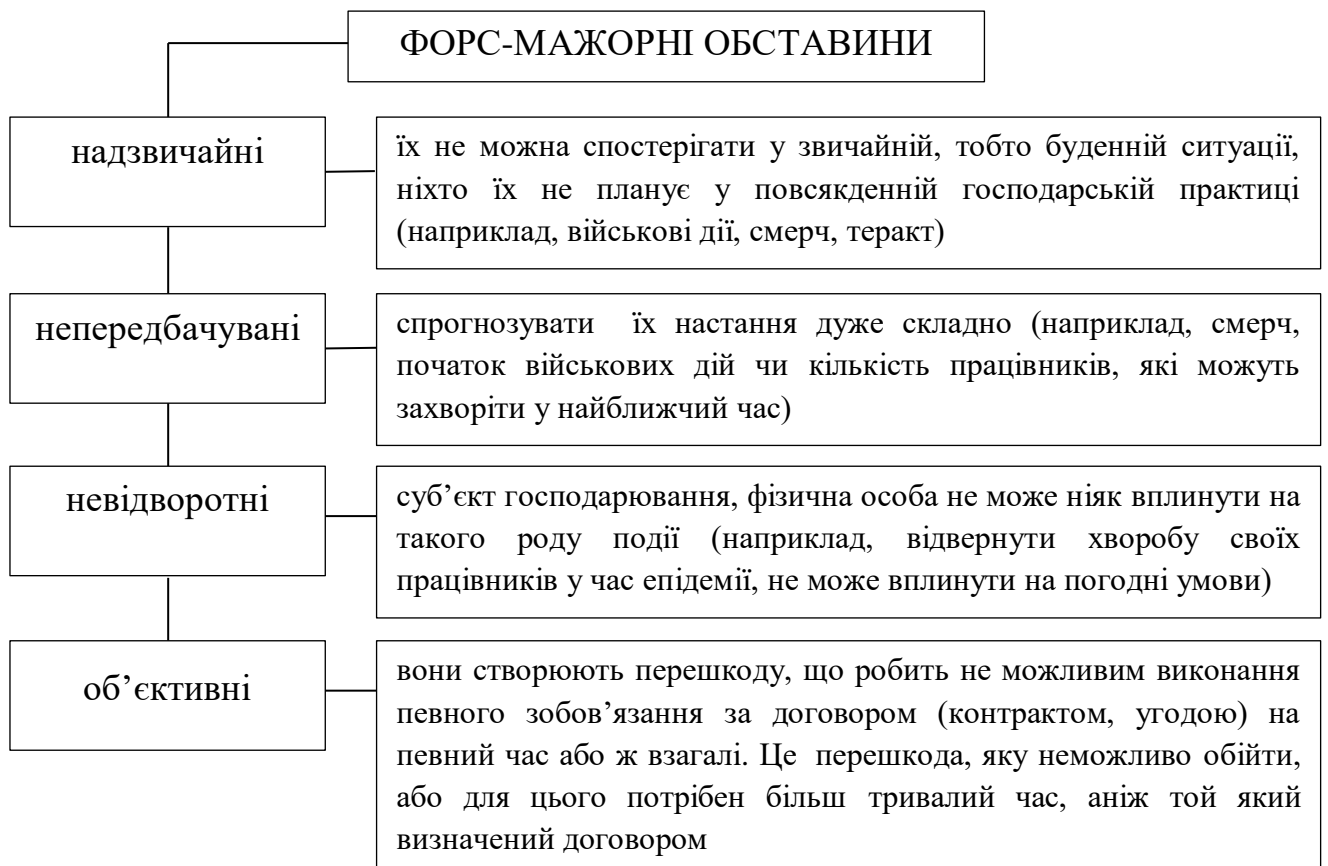 ФОРС-МАЖОРНІ ОБСТАВИНИ
надзвичайні
їх не можна спостерігати у звичайній, тобто буденній ситуації,
ніхто їх не планує у повсякденній господарській практиці
(наприклад, військові дії, смерч, теракт)
непередбачувані
спрогнозувати їх настання дуже складно (наприклад, смерч,
початок військових дій чи кількість працівників, які можуть
захворіти у найближчий час)
невідворотні
суб’єкт господарювання, фізична особа не може ніяк вплинути на
такого роду події (наприклад, відвернути хворобу своїх
працівників у час епідемії, не може вплинути на погодні умови)
об’єктивні
вони створюють перешкоду, що робить не можливим виконання
певного зобов’язання за договором (контрактом, угодою) на
певний час або ж взагалі. Це перешкода, яку неможливо обійти,
або для цього потрібен більш тривалий час, аніж той який
визначений договором